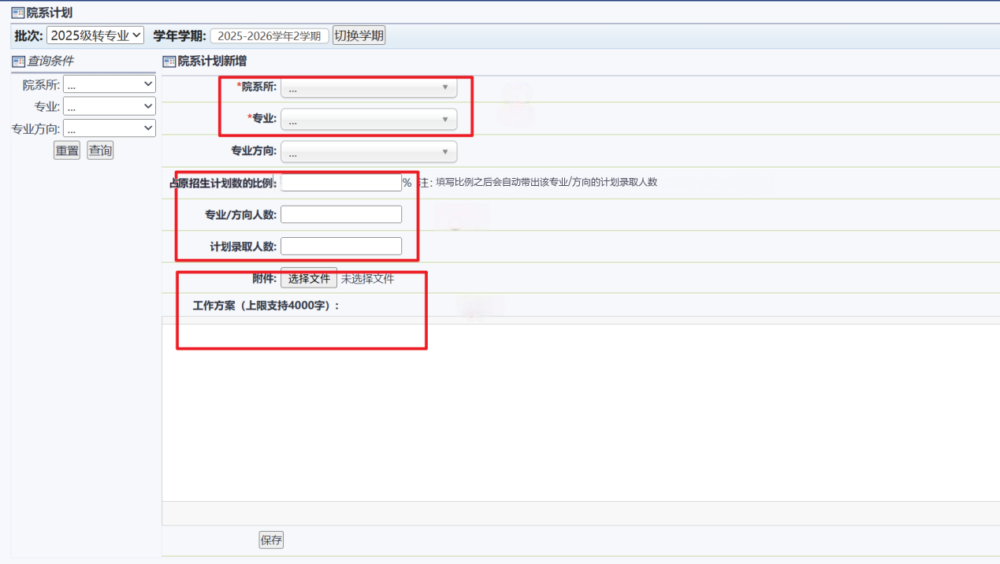 院系计划
批次: 2025级转专业 学年学期: 2025-2026学年2学期 切换学期
查询条件
院系所: ...
专业: ...
专业方向: ...
重置 查询
院系计划新增
*院系所: ...
*专业: ...
专业方向: ...
占原招生计划数的比例: % 注: 填写比例之后会自动带出该专业/方向的计划录取人数
专业/方向人数:
计划录取人数:
附件: 选择文件 未选择文件
工作方案（上限支持4000字）:
保存